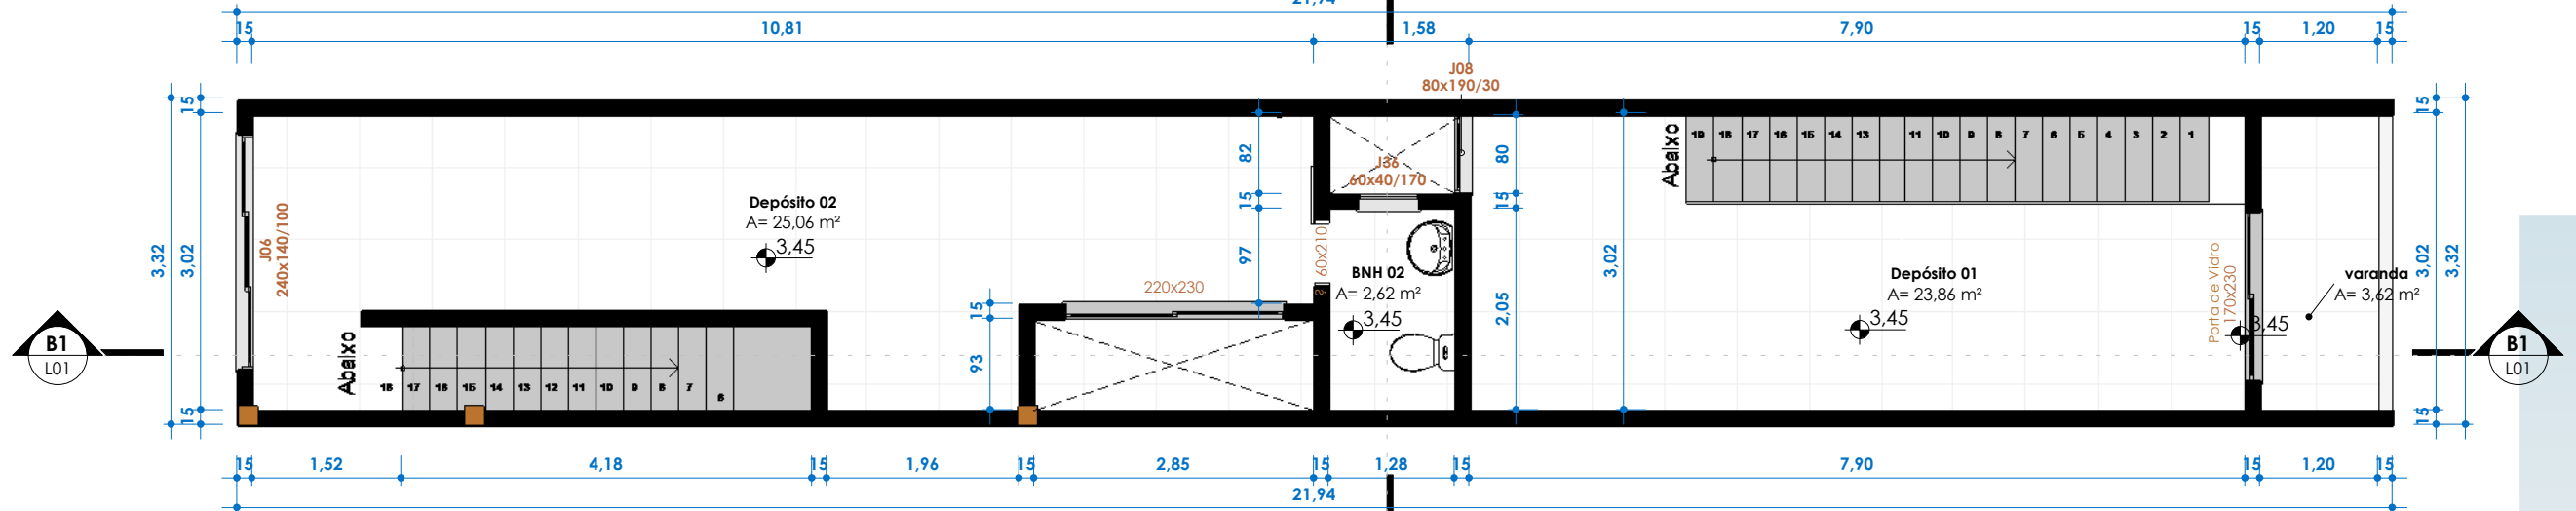 21,94
15
10,81
1,58
7,90
15
1,20
15
J08
80x190/30
15
3,02
3,32
15
J06
240x140/100
Depósito 02
A= 25,06 m²
3,45
82
15
97
J36
60x40/170
60x210
BNH 02
A= 2,62 m²
3,45
80
15
2,05
3,02
Abaixo
19 18 17 16 15 14 13 11 10 9 8 7 6 5 4 3 2 1
Depósito 01
A= 23,86 m²
3,45
Porta de Vidro
170x230
3,45
varanda
A= 3,62 m²
15
3,02
3,32
15
220x230
15
93
Abaixo
18 17 16 15 14 13 12 11 10 9 8 7 6
B1
L01
B1
L01
15
1,52
4,18
15
1,96
15
2,85
15
1,28
15
7,90
15
1,20
15
21,94